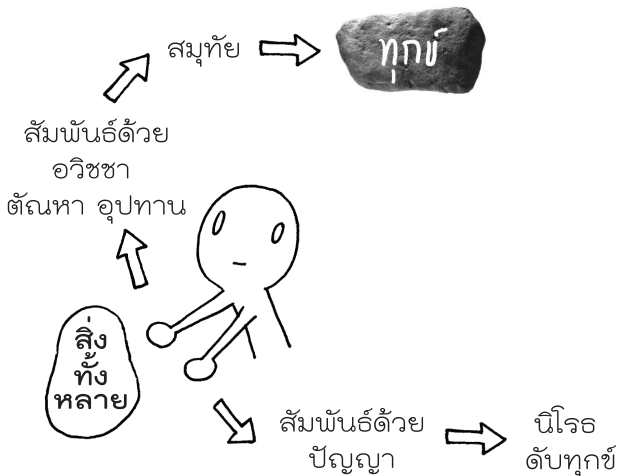 สมุทัย
ทุกข์
สัมพันธ์ด้วย
อวิชชา
ตัณหา อุปทาน
สิ่ง
ทั้ง
หลาย
สัมพันธ์ด้วย
ปัญญา
นิโรธ
ดับทุกข์